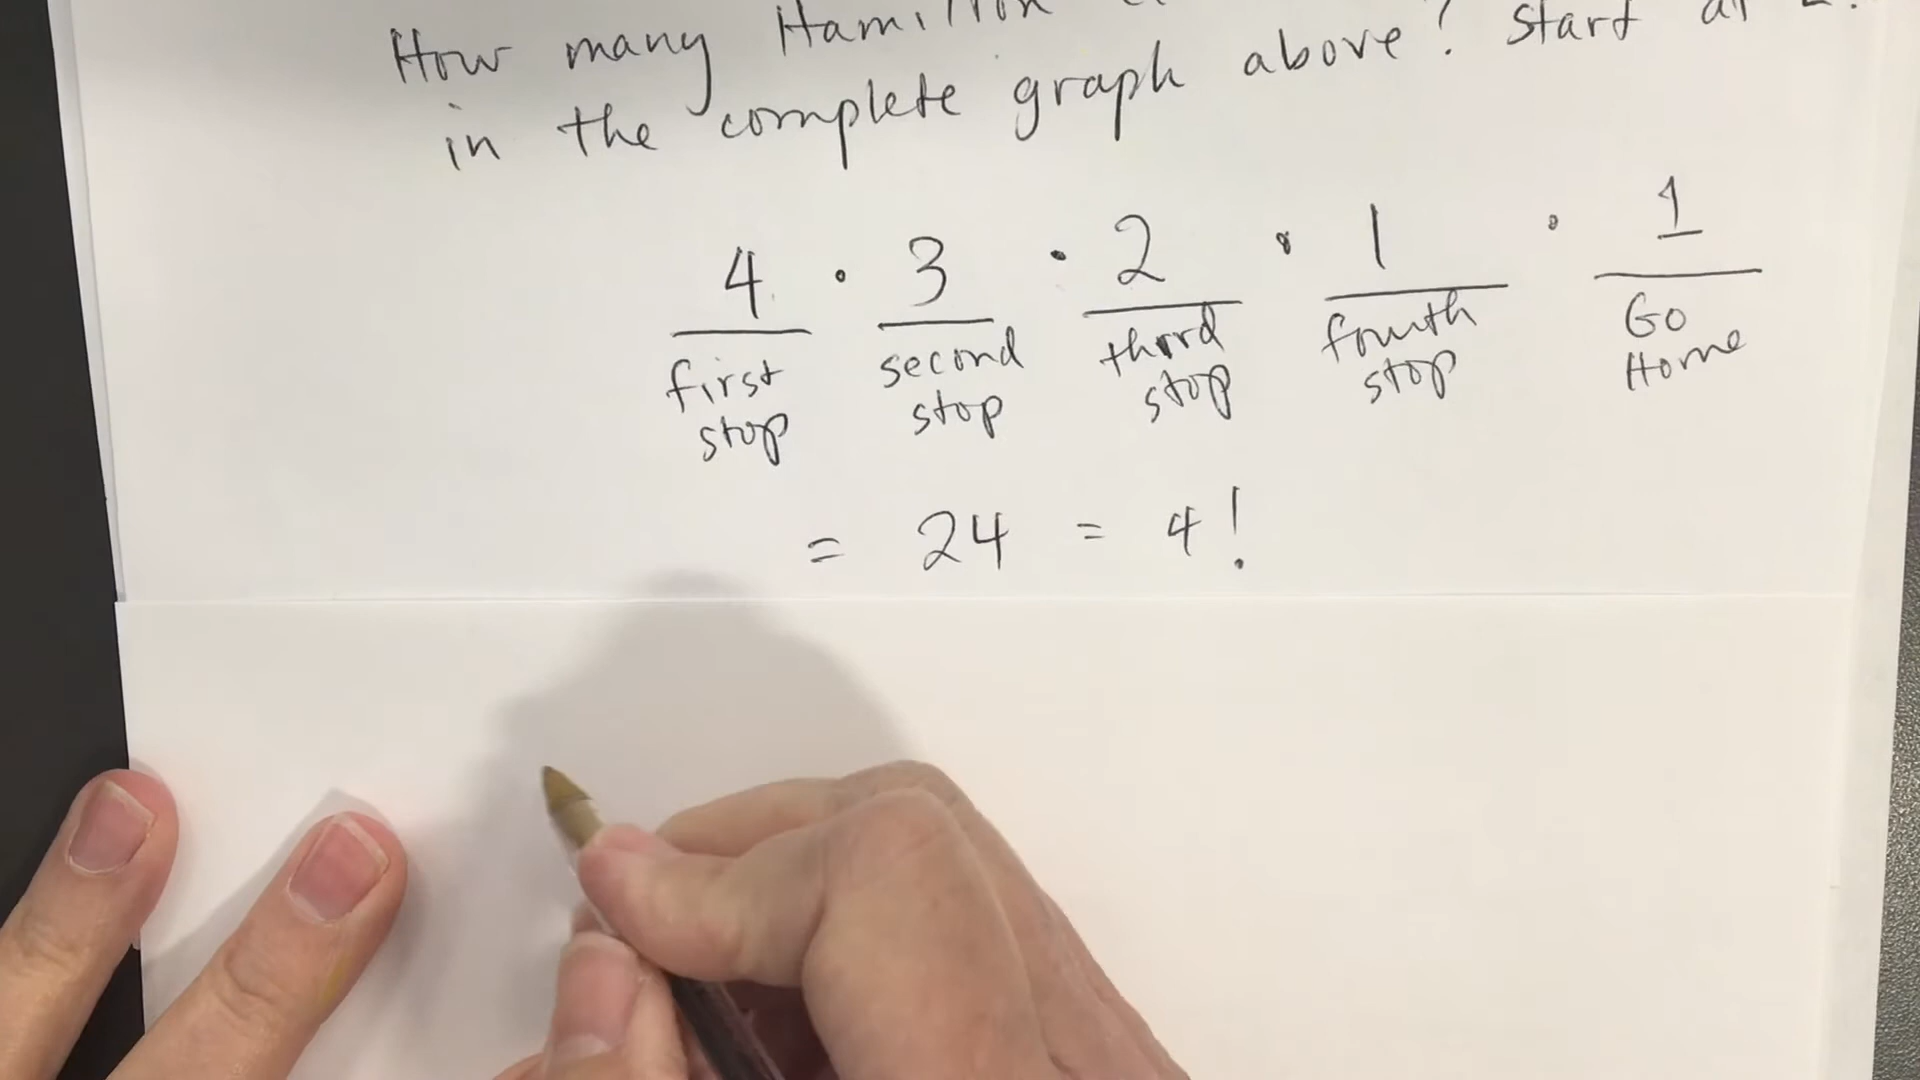 How many Hamilton
in the complete graph above? Start at
4 · 3 · 2 · 1 · 1
first second third fourth Go
stop stop stop stop Home
= 24 = 4!